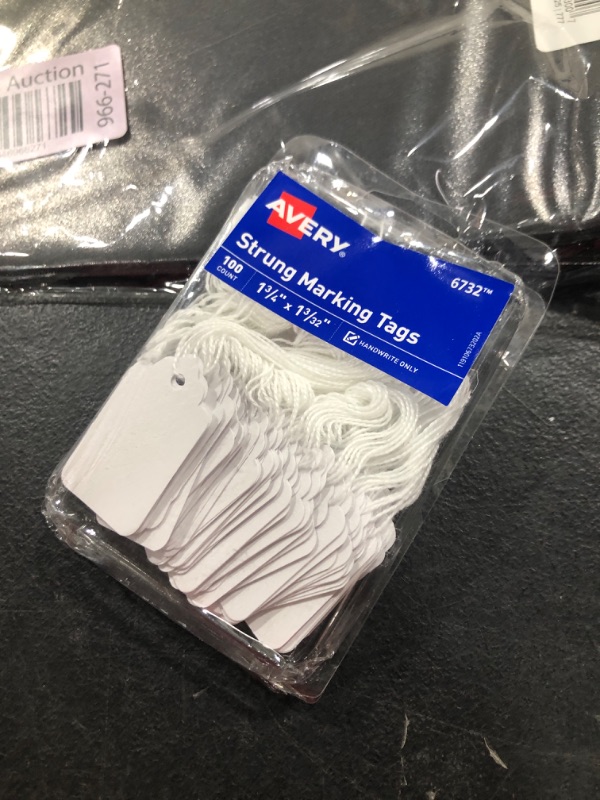 Auction
966-271
AVERY®
Strung Marking Tags
6732™
100
COUNT
1 3/4" x 1 3/32"
HANDWRITE ONLY